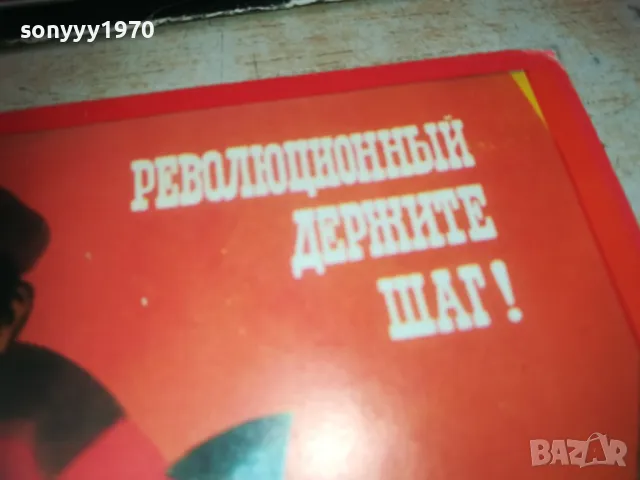 sonyyy1970
РЕВОЛЮЦИОННЫЙ
ДЕРЖИТЕ
ШАГ!
BAZAR